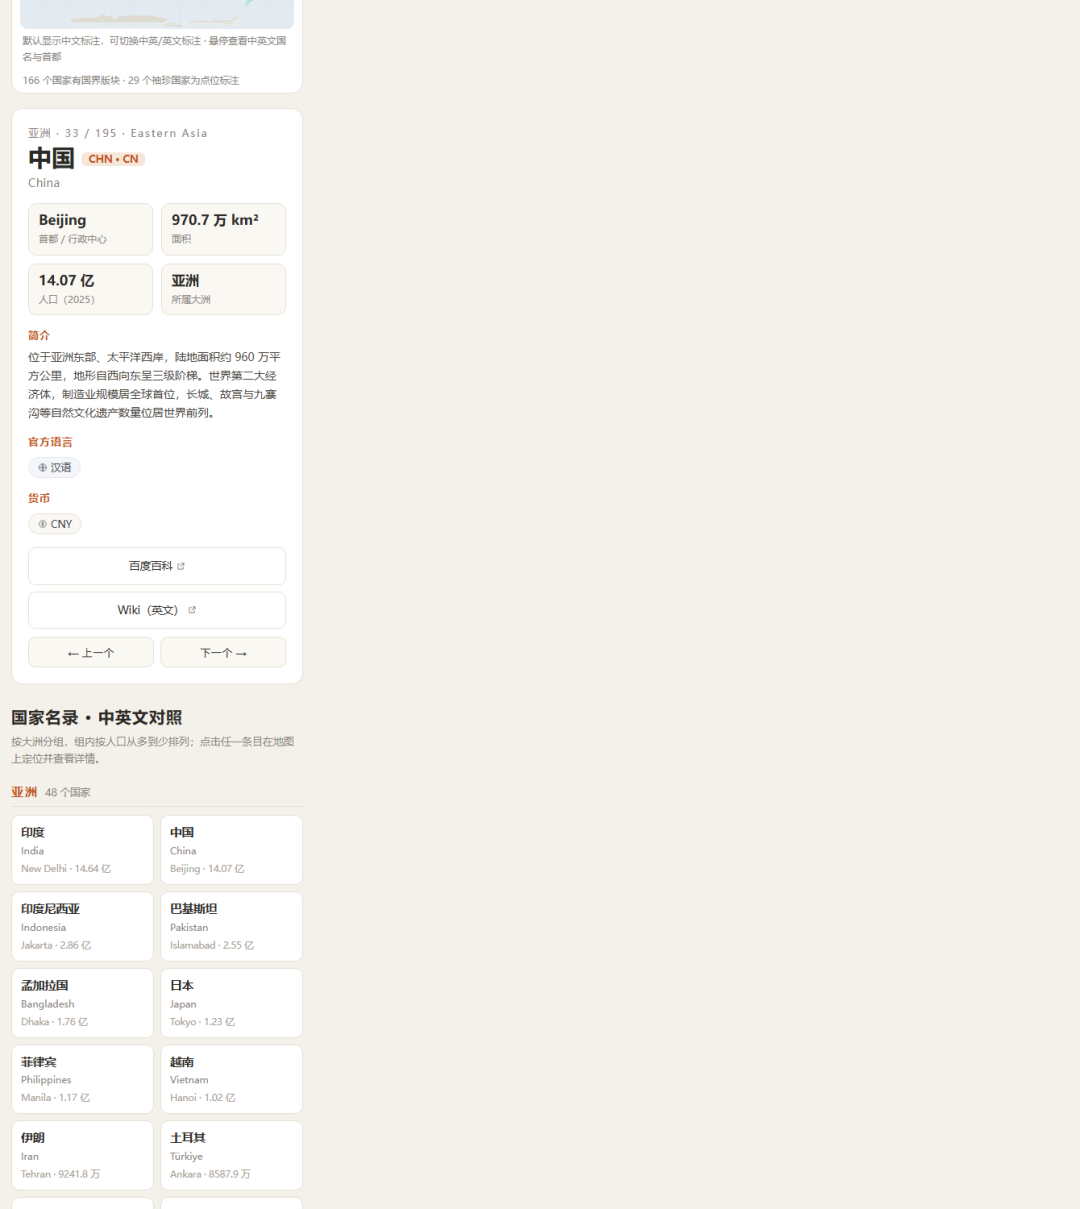 默认显示中文标注，可切换中英/英文标注 · 悬停查看中英文国
名与首都
166 个国家有国界版块 · 29 个袖珍国家为点位标注
亚洲 · 33 / 195 · Eastern Asia
中国 CHN • CN
China
Beijing
首都 / 行政中心
970.7 万 km²
面积
14.07 亿
人口（2025）
亚洲
所属大洲
简介
位于亚洲东部、太平洋西岸，陆地面积约 960 万平
方公里，地形自西向东呈三级阶梯。世界第二大经
济体，制造业规模居全球首位，长城、故宫与九寨
沟等自然文化遗产数量位居世界前列。
官方语言
汉语
货币
CNY
百度百科
Wiki（英文）
← 上一个
下一个 →
国家名录 · 中英文对照
按大洲分组，组内按人口从多到少排列；点击任一条目在地图
上定位并查看详情。
亚洲 48 个国家
印度
India
New Delhi · 14.64 亿
中国
China
Beijing · 14.07 亿
印度尼西亚
Indonesia
Jakarta · 2.86 亿
巴基斯坦
Pakistan
Islamabad · 2.55 亿
孟加拉国
Bangladesh
Dhaka · 1.76 亿
日本
Japan
Tokyo · 1.23 亿
菲律宾
Philippines
Manila · 1.17 亿
越南
Vietnam
Hanoi · 1.02 亿
伊朗
Iran
Tehran · 9241.8 万
土耳其
Türkiye
Ankara · 8587.9 万